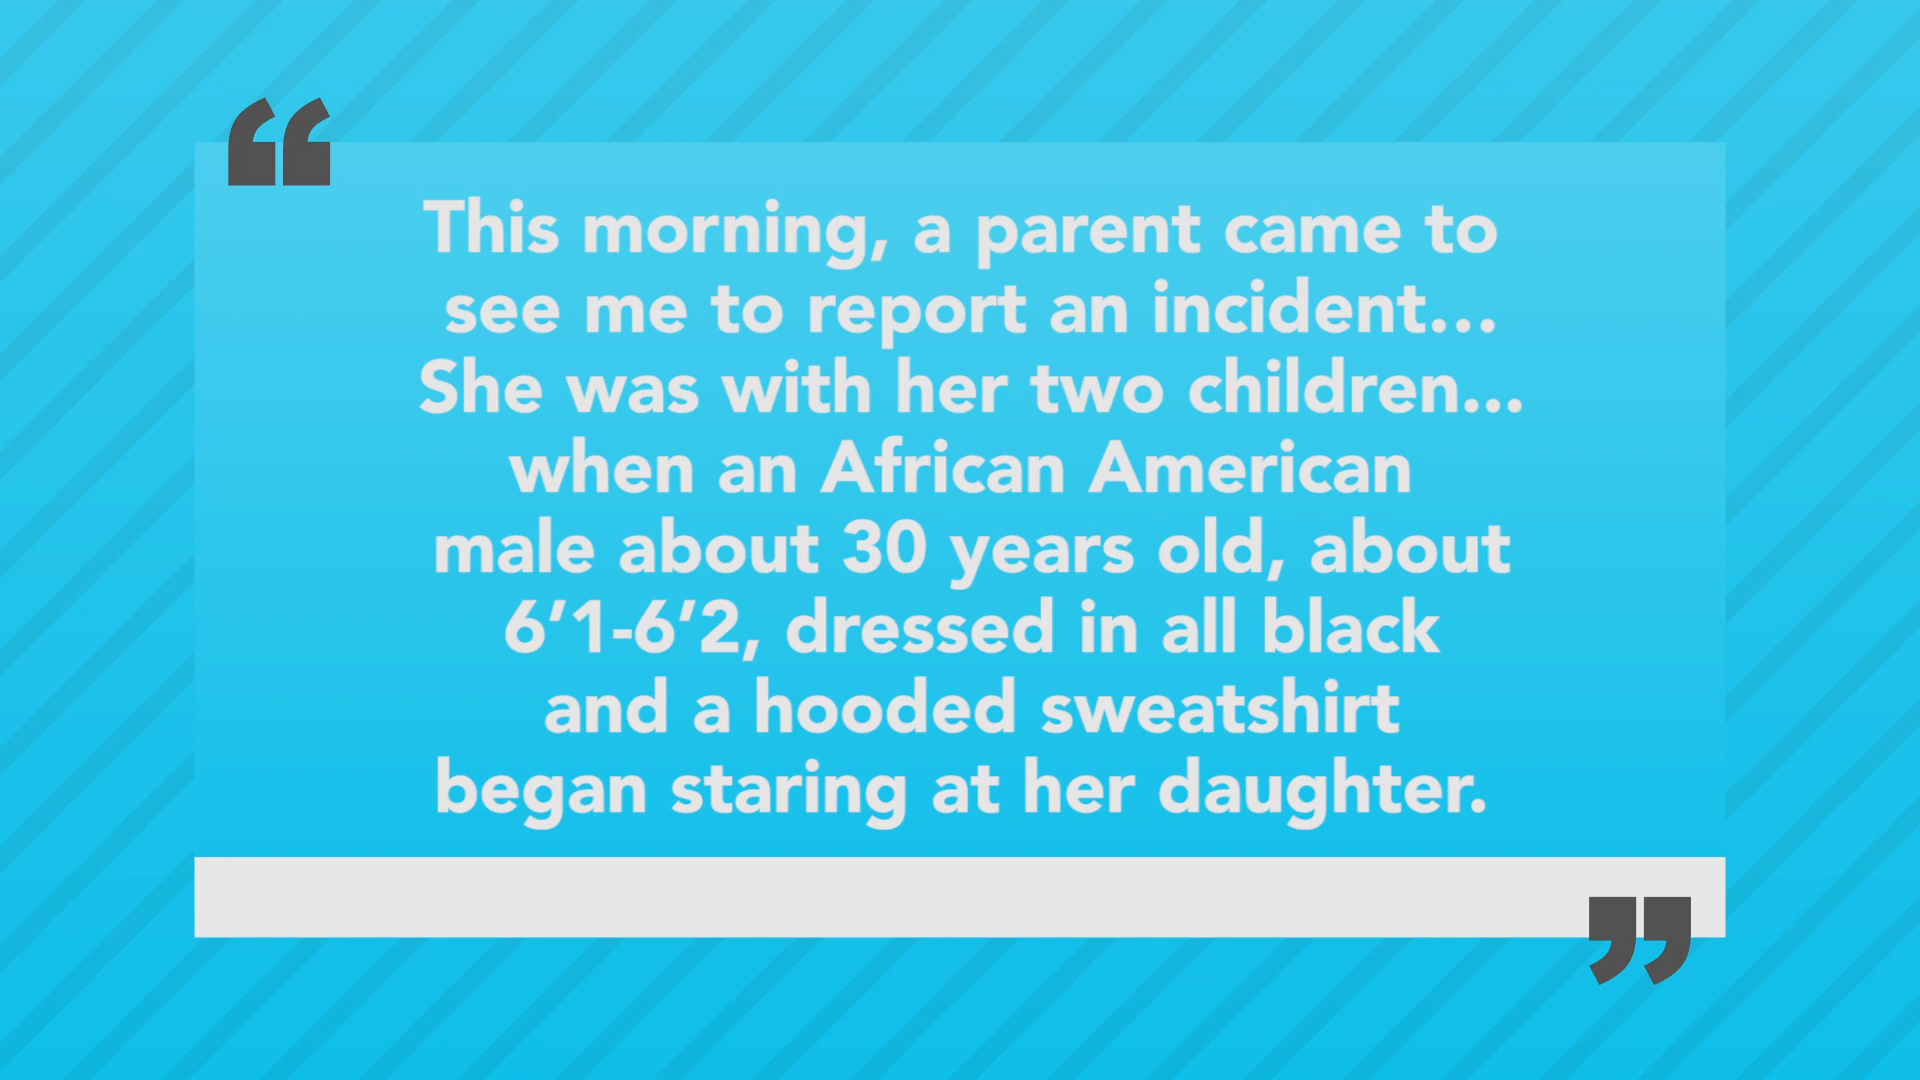 “
This morning, a parent came to
see me to report an incident…
She was with her two children...
when an African American
male about 30 years old, about
6’1-6’2, dressed in all black
and a hooded sweatshirt
began staring at her daughter.
”